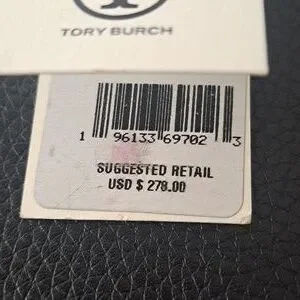 TORY BURCH
1 96133 69702 3
SUGGESTED RETAIL
USD $ 278.00